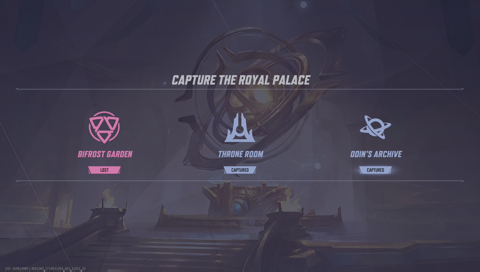 CAPTURE THE ROYAL PALACE
BIFROST GARDEN
THRONE ROOM
ODIN'S ARCHIVE
LOST
CAPTURED
CAPTURED